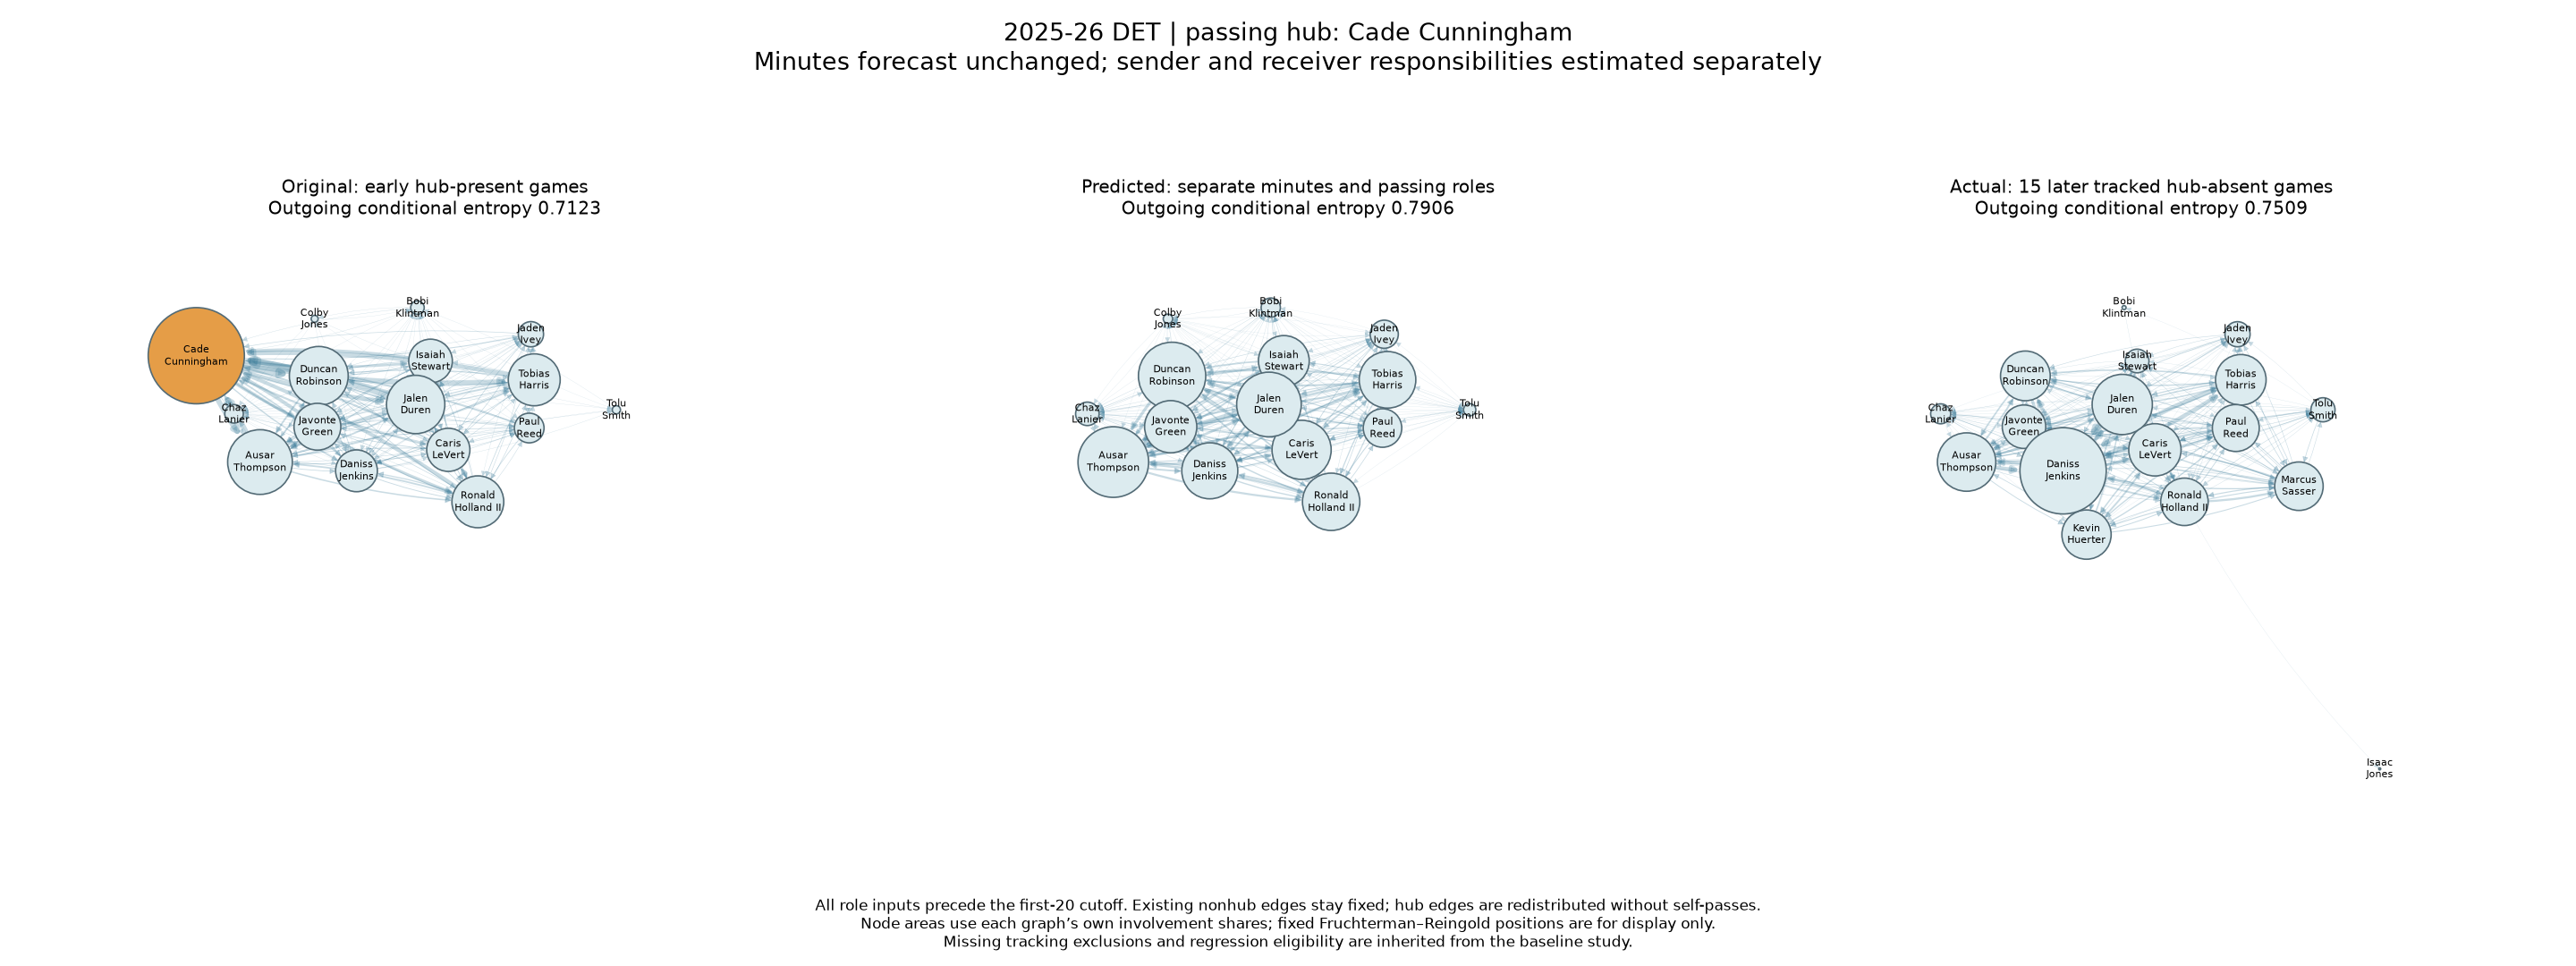 2025-26 DET | passing hub: Cade Cunningham
Minutes forecast unchanged; sender and receiver responsibilities estimated separately
Original: early hub-present games
Outgoing conditional entropy 0.7123
Bobi
Klintman
Colby
Jones
Jaden
Ivey
Cade
Cunningham
Isaiah
Stewart
Duncan
Robinson
Tobias
Harris
Jalen
Duren
Chaz
Lanier
Tolu
Smith
Javonte
Green
Paul
Reed
Caris
LeVert
Ausar
Thompson
Daniss
Jenkins
Ronald
Holland II
Predicted: separate minutes and passing roles
Outgoing conditional entropy 0.7906
Bobi
Klintman
Colby
Jones
Jaden
Ivey
Isaiah
Stewart
Duncan
Robinson
Tobias
Harris
Jalen
Duren
Chaz
Lanier
Tolu
Smith
Javonte
Green
Paul
Reed
Caris
LeVert
Ausar
Thompson
Daniss
Jenkins
Ronald
Holland II
Actual: 15 later tracked hub-absent games
Outgoing conditional entropy 0.7509
Bobi
Klintman
Jaden
Ivey
Isaiah
Stewart
Duncan
Robinson
Tobias
Harris
Jalen
Duren
Chaz
Lanier
Tolu
Smith
Javonte
Green
Paul
Reed
Caris
LeVert
Ausar
Thompson
Daniss
Jenkins
Marcus
Sasser
Ronald
Holland II
Kevin
Huerter
Isaac
Jones
All role inputs precede the first-20 cutoff. Existing nonhub edges stay fixed; hub edges are redistributed without self-passes.
Node areas use each graph’s own involvement shares; fixed Fruchterman–Reingold positions are for display only.
Missing tracking exclusions and regression eligibility are inherited from the baseline study.